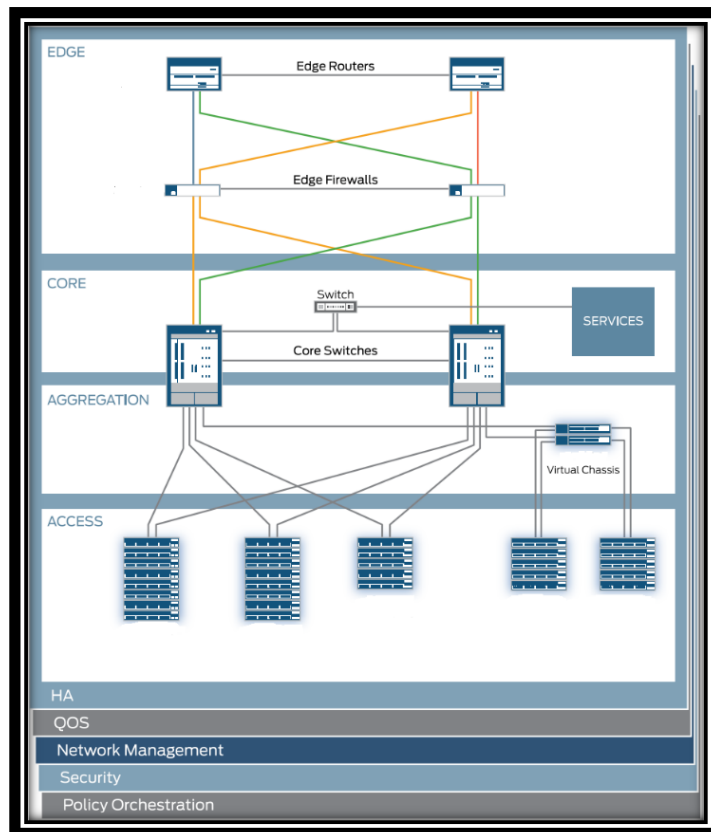 EDGE
Edge Routers
Edge Firewalls
CORE
Switch
SERVICES
Core Switches
AGGREGATION
Virtual Chassis
ACCESS
HA
QOS
Network Management
Security
Policy Orchestration